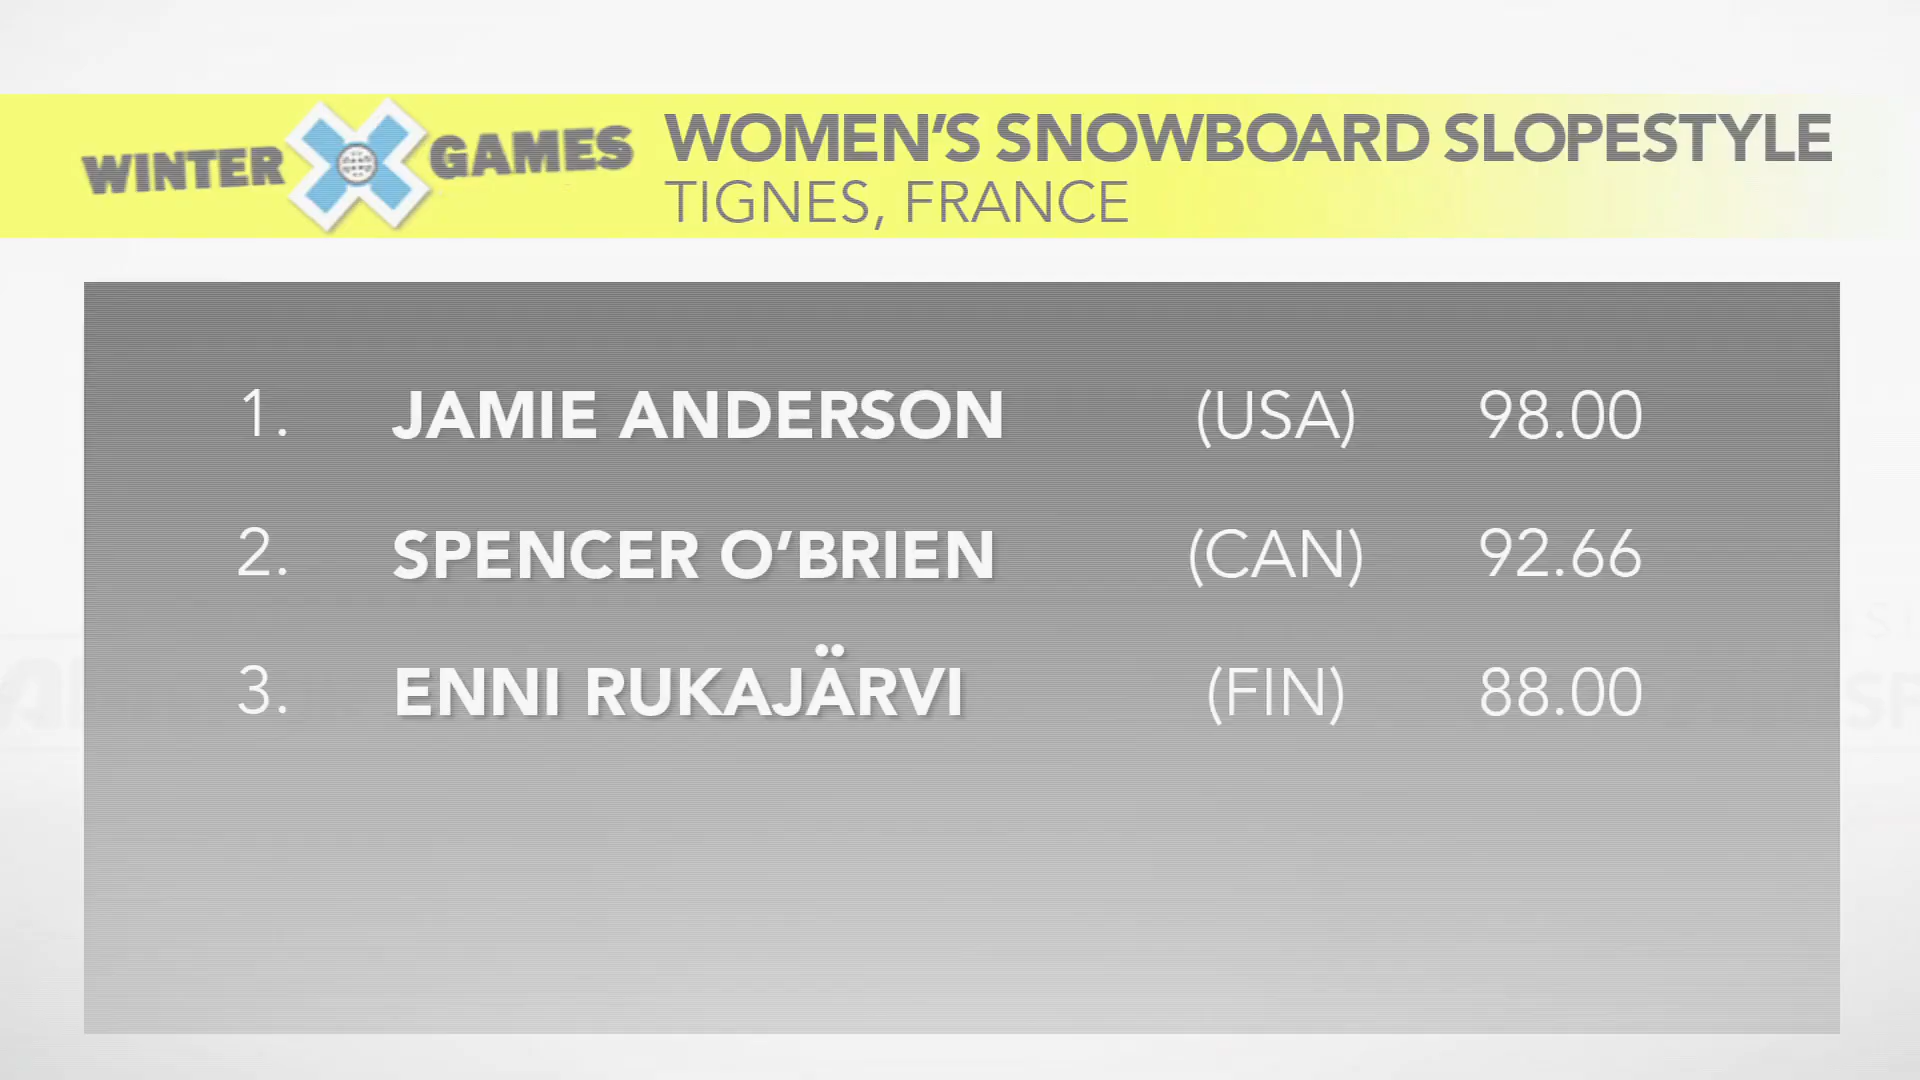 WINTER X GAMES
WOMEN'S SNOWBOARD SLOPESTYLE
TIGNES, FRANCE
1. JAMIE ANDERSON (USA) 98.00
2. SPENCER O'BRIEN (CAN) 92.66
3. ENNI RUKAJÄRVI (FIN) 88.00